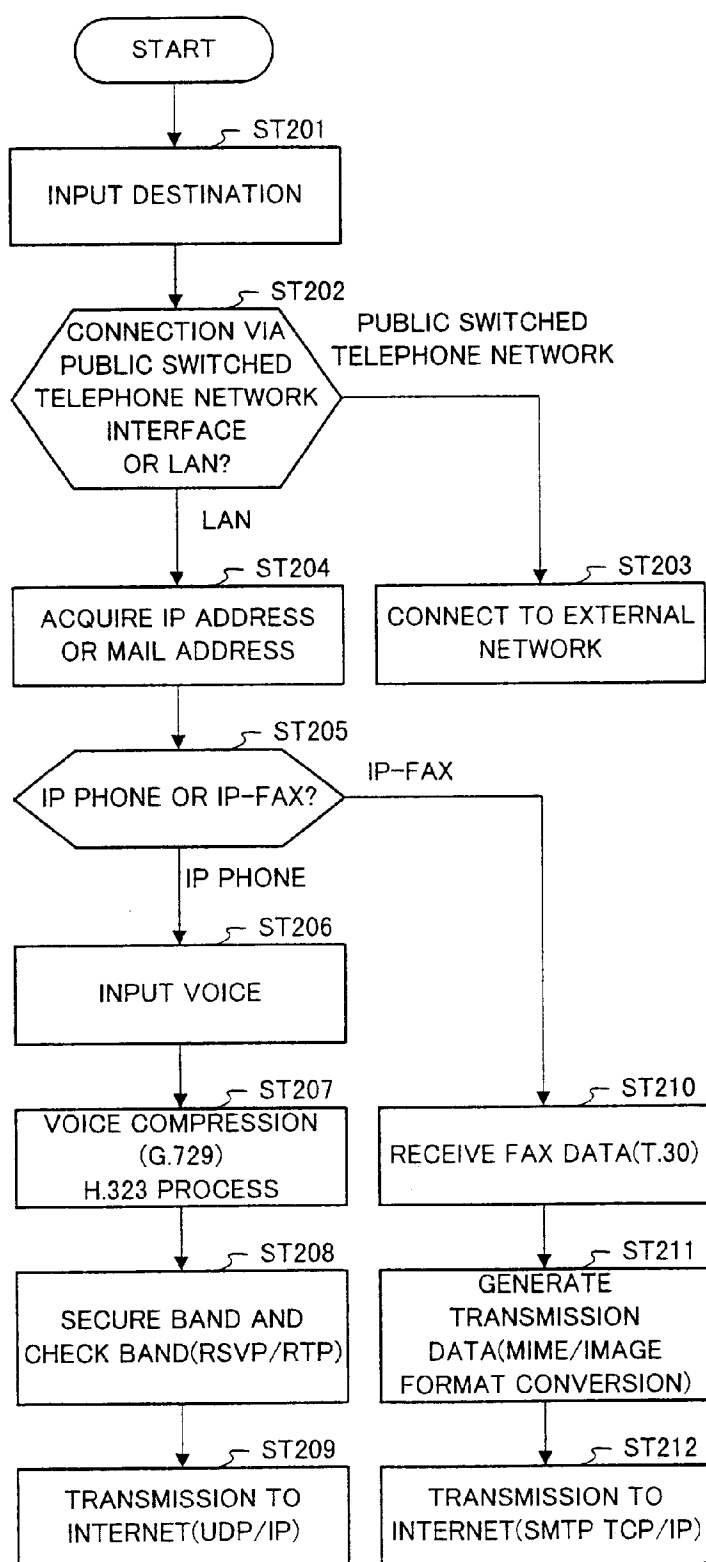 START
ST201
INPUT DESTINATION
ST202
CONNECTION VIA
PUBLIC SWITCHED
TELEPHONE NETWORK
INTERFACE
OR LAN?
PUBLIC SWITCHED
TELEPHONE NETWORK
LAN
ST204
ACQUIRE IP ADDRESS
OR MAIL ADDRESS
ST203
CONNECT TO EXTERNAL
NETWORK
ST205
IP PHONE OR IP-FAX?
IP-FAX
IP PHONE
ST206
INPUT VOICE
ST207
VOICE COMPRESSION
(G.729)
H.323 PROCESS
ST210
RECEIVE FAX DATA(T.30)
ST208
SECURE BAND AND
CHECK BAND(RSVP/RTP)
ST211
GENERATE
TRANSMISSION
DATA(MIME/IMAGE
FORMAT CONVERSION)
ST209
TRANSMISSION TO
INTERNET(UDP/IP)
ST212
TRANSMISSION TO
INTERNET(SMTP TCP/IP)